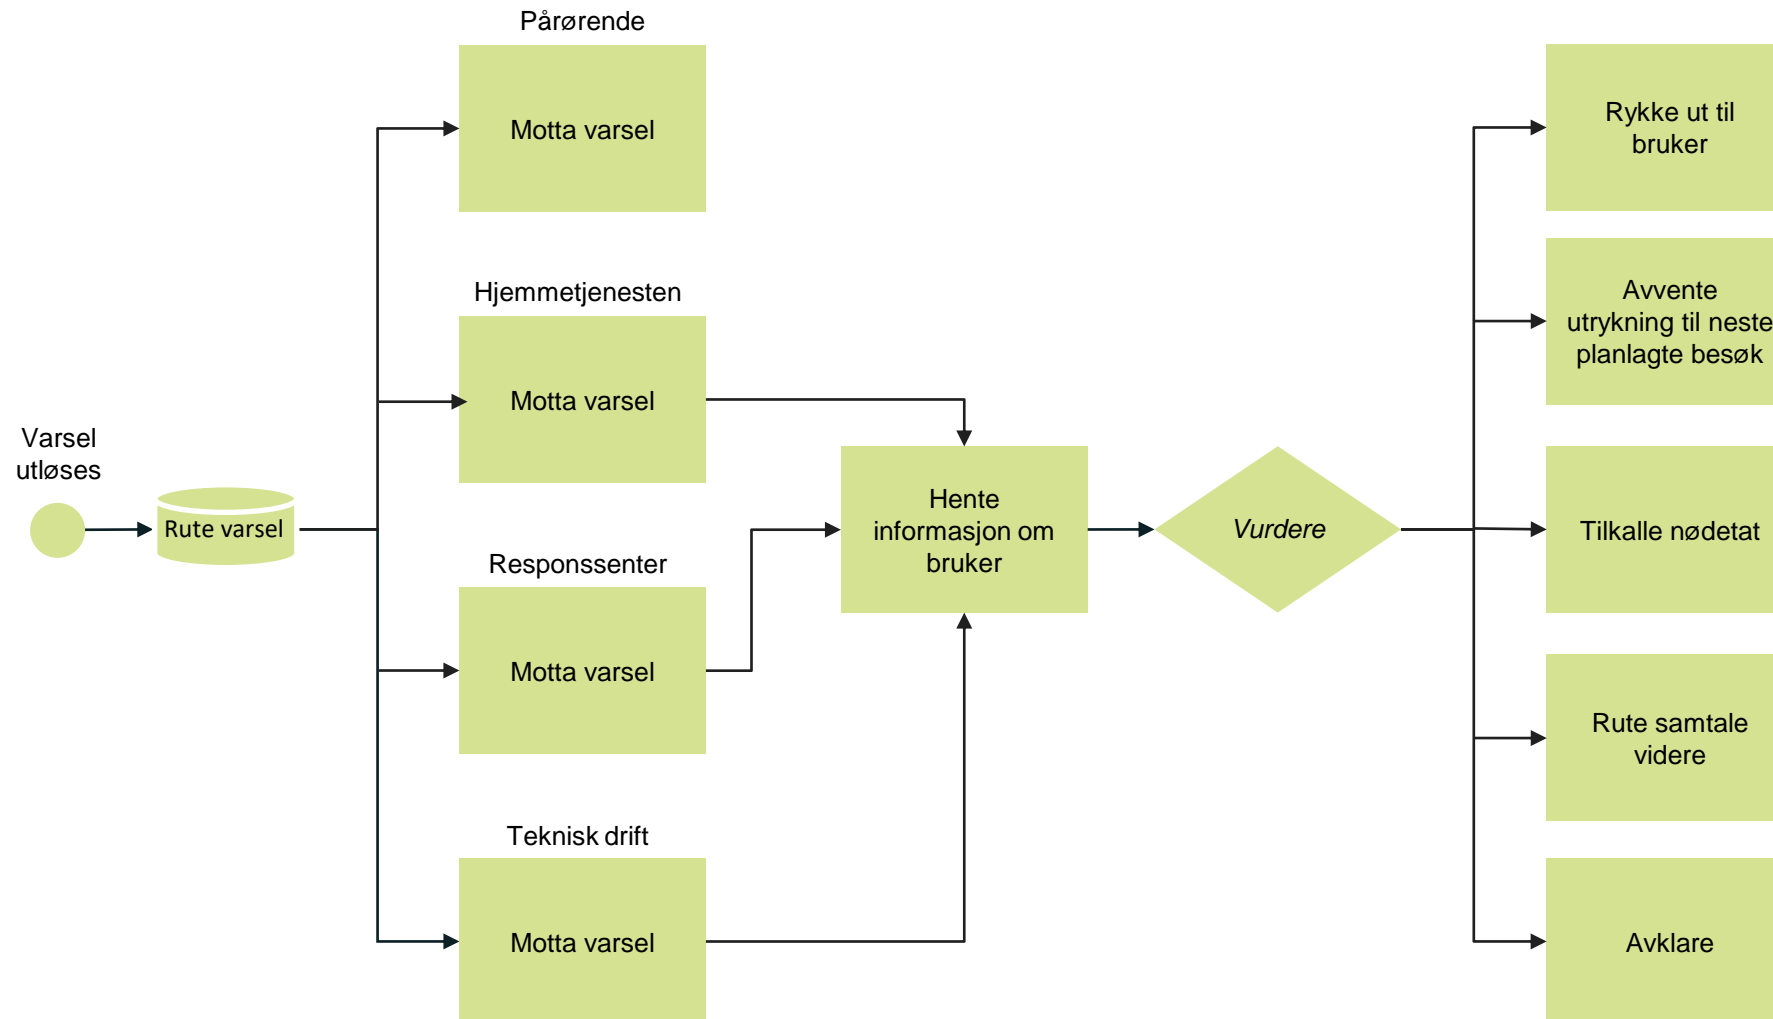 Varsel
utløses
Rute varsel
Pårørende
Motta varsel
Hjemmetjenesten
Motta varsel
Responssenter
Motta varsel
Teknisk drift
Motta varsel
Hente
informasjon om
bruker
Vurdere
Rykke ut til
bruker
Avvente
utrykning til neste
planlagte besøk
Tilkalle nødetat
Rute samtale
videre
Avklare